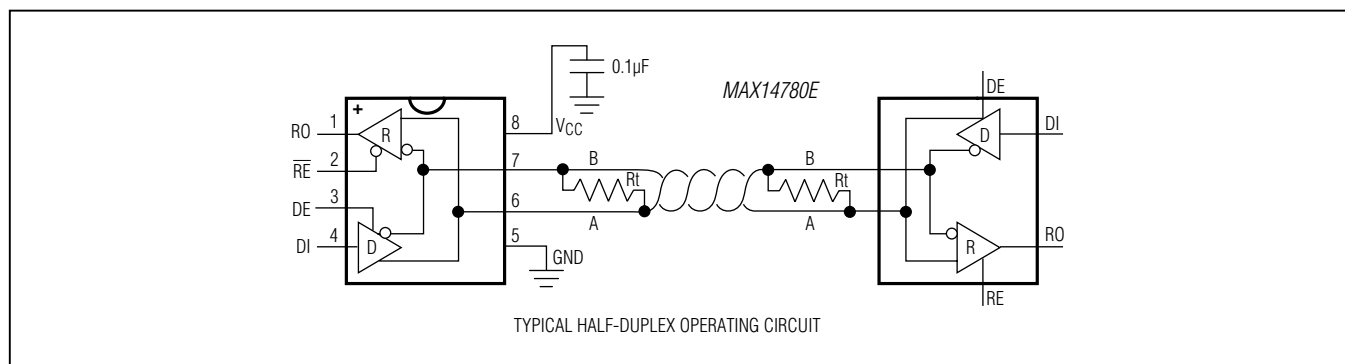 0.1µF
MAX14780E
DE
+
RO 1
R
8
VCC
D
DI
RE 2
7
B
Rt
B
Rt
DE 3
6
A
A
DI 4
D
5
GND
R
RO
RE
TYPICAL HALF-DUPLEX OPERATING CIRCUIT